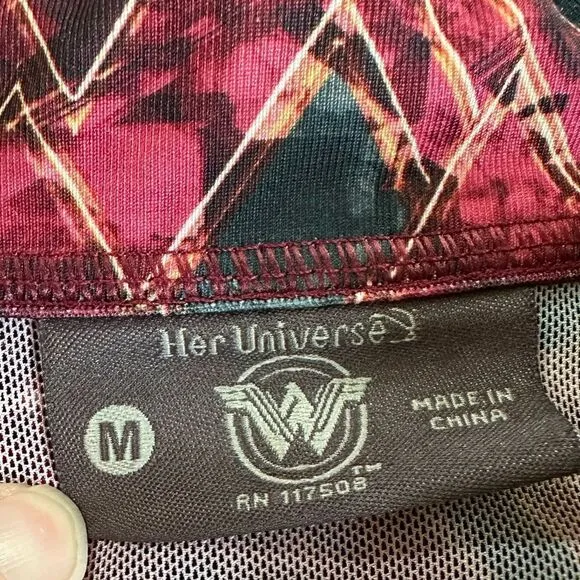 Her Universe
M
MADE IN
CHINA
TM
RN 117508